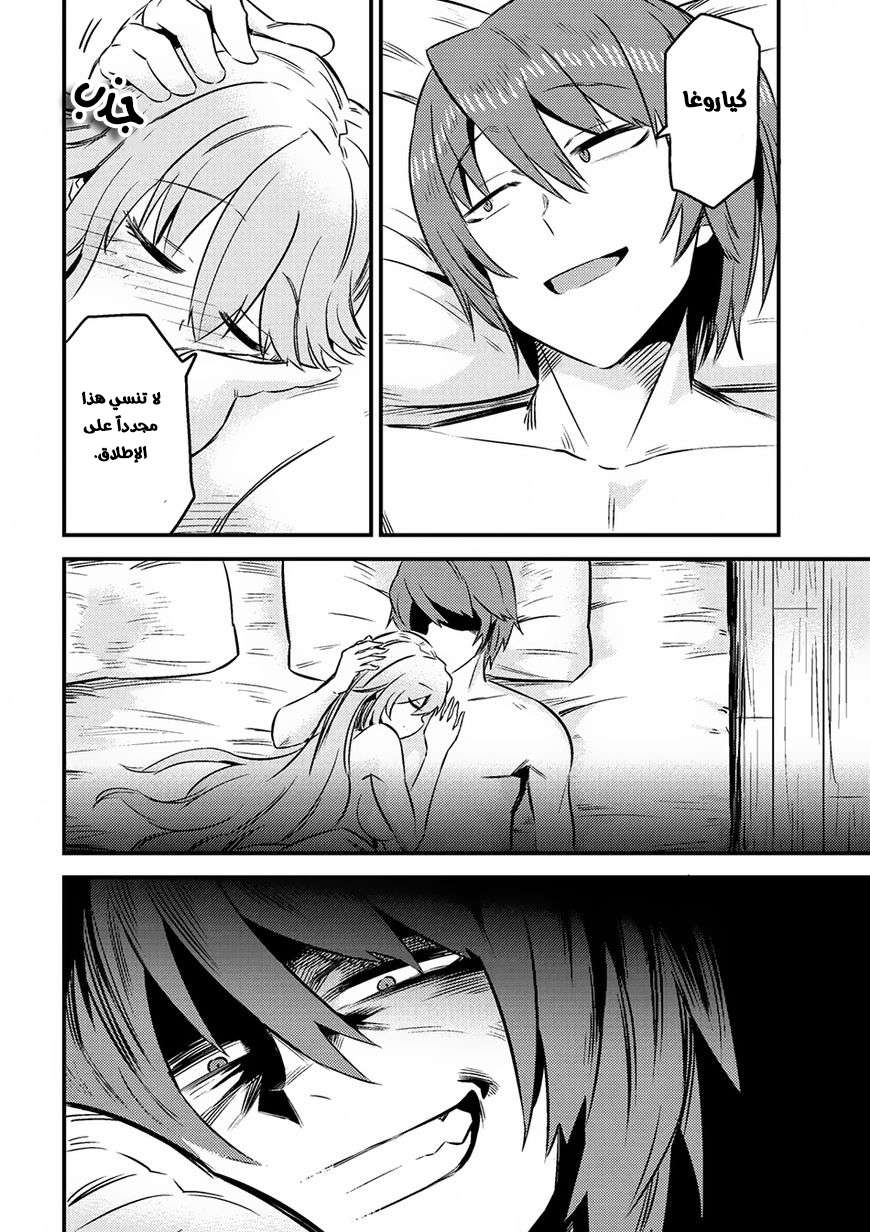 كياروغا
جذب
لا تنسي هذا
مجدداً على
الإطلاق.